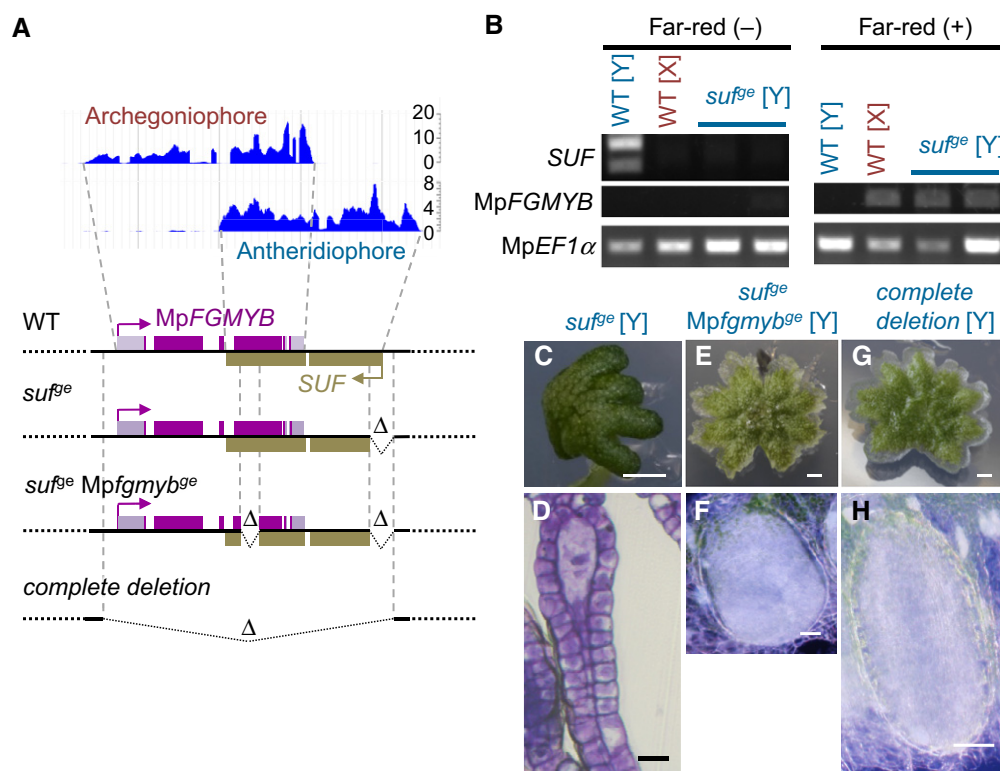 A
Archegoniophore
20
10
0
8
4
0
Antheridiophore
WT
MpFGMYB
SUF
sufᵍᵉ
Δ
sufᵍᵉ Mpfgmybᵍᵉ
Δ
Δ
complete deletion
Δ
B
Far-red (–)
Far-red (+)
WT [Y]
WT [X]
sufᵍᵉ [Y]
WT [Y]
WT [X]
sufᵍᵉ [Y]
SUF
MpFGMYB
MpEF1α
sufᵍᵉ [Y]
sufᵍᵉ
Mpfgmybᵍᵉ [Y]
complete
deletion [Y]
C
E
G
D
F
H